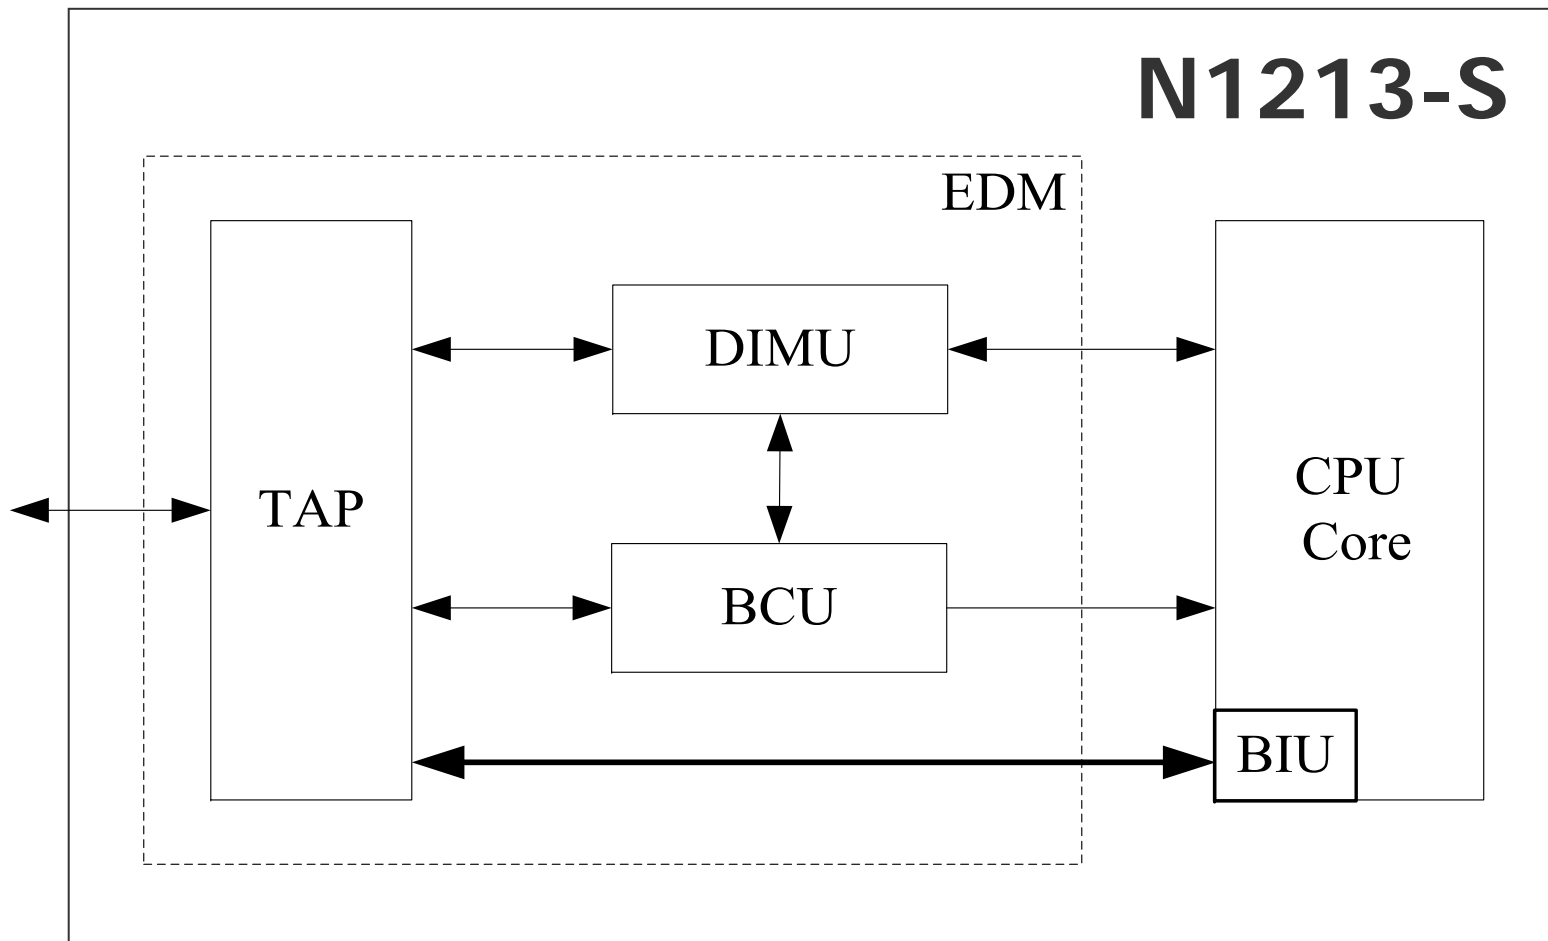 N1213-S
EDM
DIMU
TAP
CPU
Core
BCU
BIU